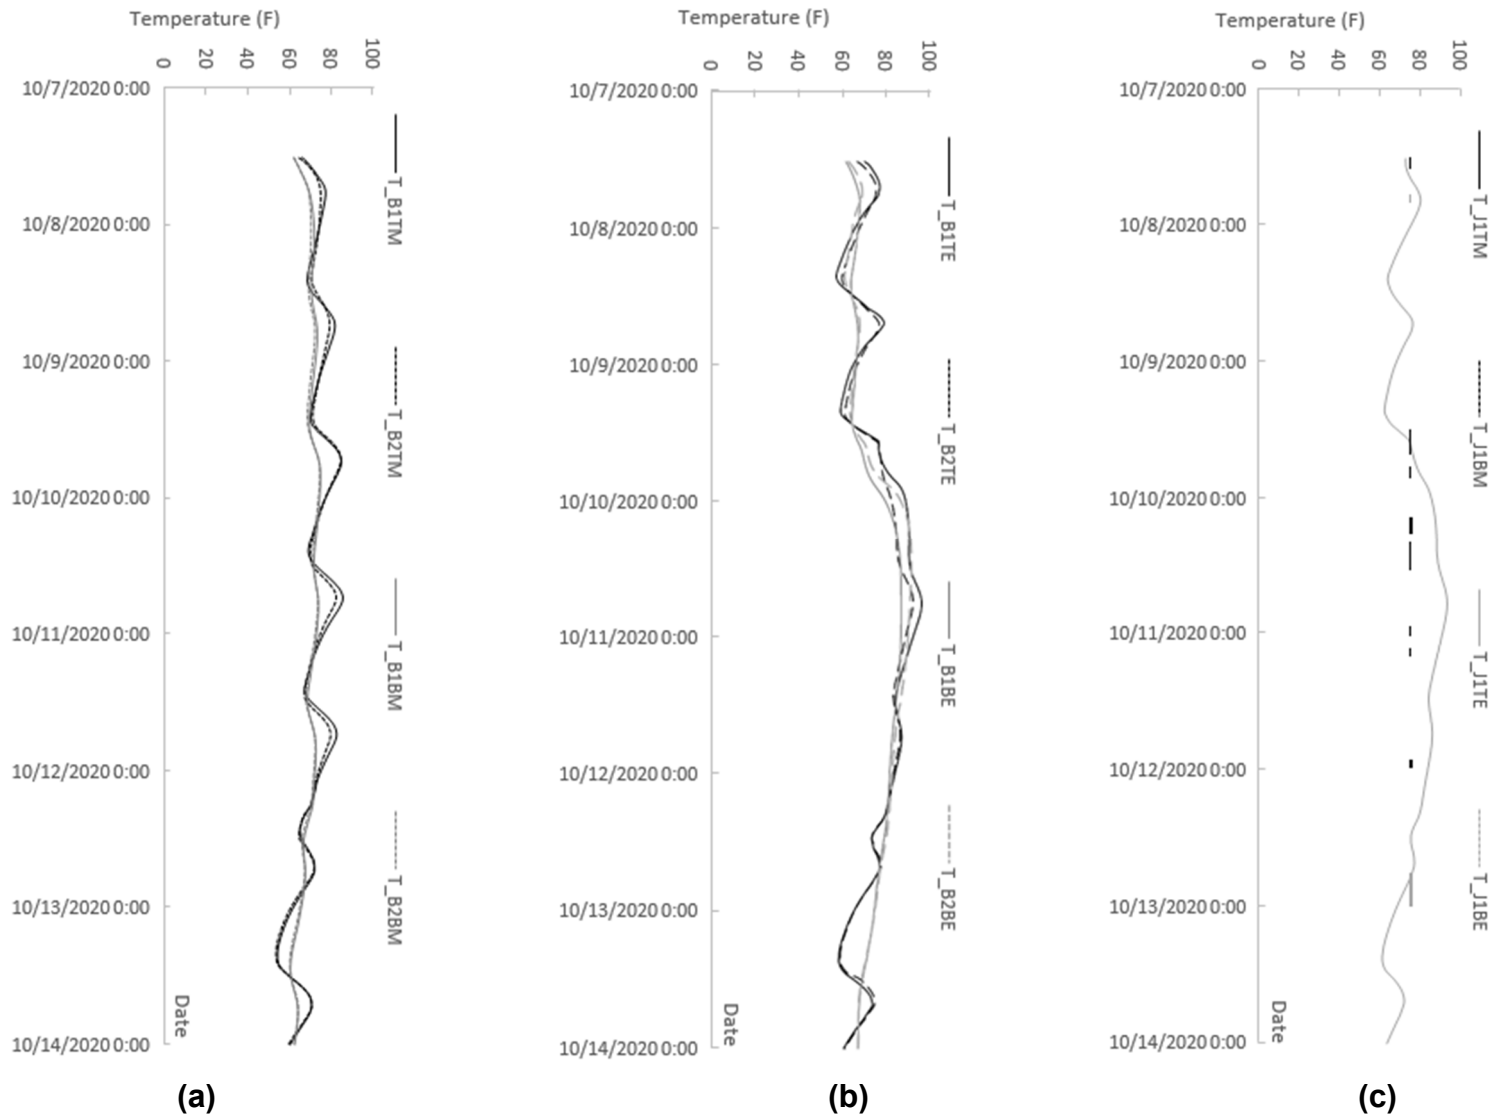 Temperature (F)
0 20 40 60 80 100
10/7/2020 0:00
10/8/2020 0:00
10/9/2020 0:00
10/10/2020 0:00
10/11/2020 0:00
10/12/2020 0:00
10/13/2020 0:00
10/14/2020 0:00
Date
T_B1TM
T_B2TM
T_B1BM
T_B2BM
(a)
Temperature (F)
0 20 40 60 80 100
10/7/2020 0:00
10/8/2020 0:00
10/9/2020 0:00
10/10/2020 0:00
10/11/2020 0:00
10/12/2020 0:00
10/13/2020 0:00
10/14/2020 0:00
Date
T_B1TE
T_B2TE
T_B1BE
T_B2BE
(b)
Temperature (F)
0 20 40 60 80 100
10/7/2020 0:00
10/8/2020 0:00
10/9/2020 0:00
10/10/2020 0:00
10/11/2020 0:00
10/12/2020 0:00
10/13/2020 0:00
10/14/2020 0:00
Date
T_J1TM
T_J1BM
T_J1TE
T_J1BE
(c)